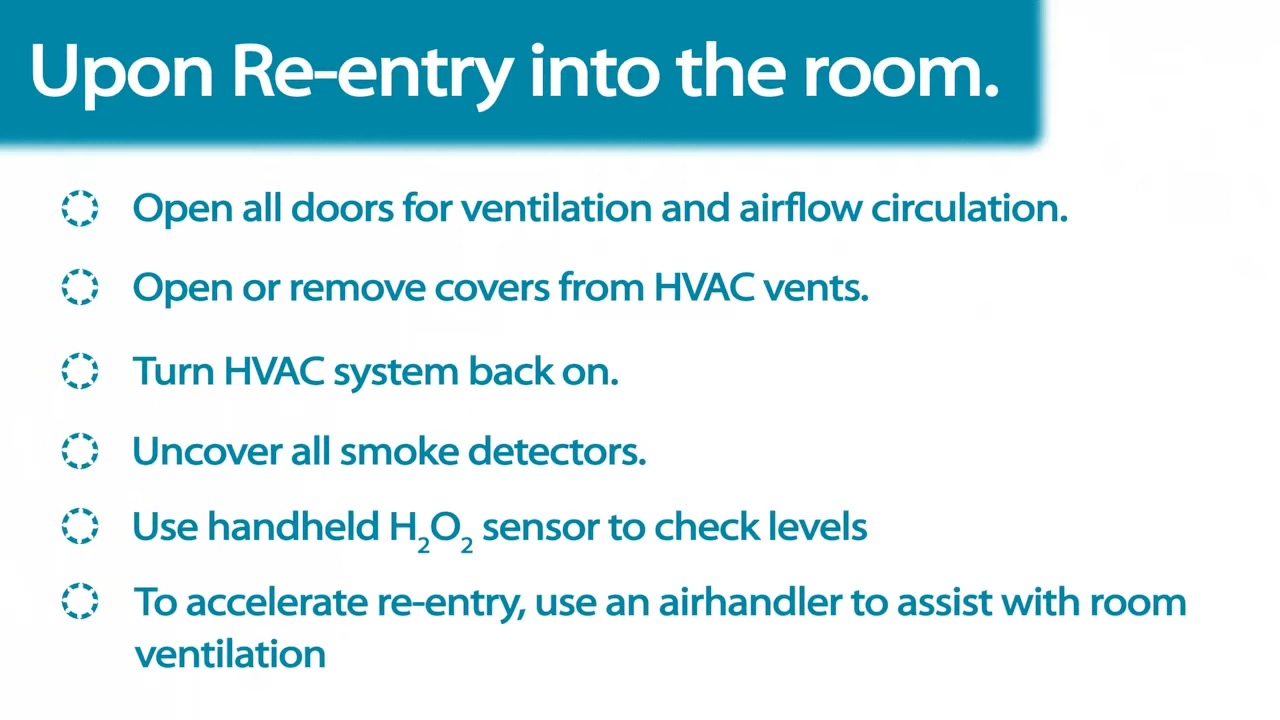 Upon Re-entry into the room.
Open all doors for ventilation and airflow circulation.
Open or remove covers from HVAC vents.
Turn HVAC system back on.
Uncover all smoke detectors.
Use handheld H₂O₂ sensor to check levels
To accelerate re-entry, use an airhandler to assist with room
ventilation